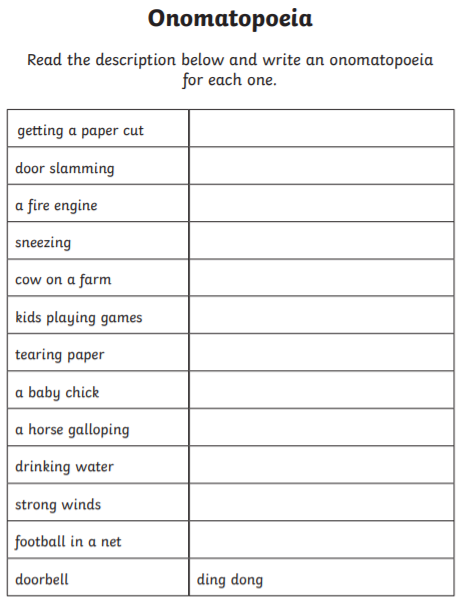 Onomatopoeia
Read the description below and write an onomatopoeia
for each one.
getting a paper cut
door slamming
a fire engine
sneezing
cow on a farm
kids playing games
tearing paper
a baby chick
a horse galloping
drinking water
strong winds
football in a net
doorbell ding dong